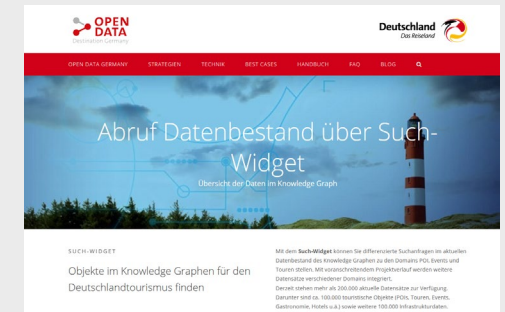 OPEN
DATA
Destination Germany
Deutschland
Das Reiseland
OPEN DATA GERMANY STRATEGIEN TECHNIK BEST CASES HANDBUCH FAQ BLOG
Abruf Datenbestand über Such-
Widget
Übersicht der Daten im Knowledge Graph
SUCH-WIDGET
Objekte im Knowledge Graphen für den
Deutschlandtourismus finden
Mit dem Such-Widget können Sie differenzierte Suchanfragen im aktuellen
Datenbestand des Knowledge Graphen zu den Domains POI, Events und
Touren stellen. Mit voranschreitendem Projektverlauf werden weitere
Datensätze verschiedener Domains integriert.
Derzeit stehen mehr als 200.000 aktuelle Datensätze zur Verfügung.
Darunter sind ca. 100.000 touristische Objekte (POIs, Touren, Events,
Gastronomie, Hotels u.ä.) sowie weitere 100.000 Infrastrukturdaten.